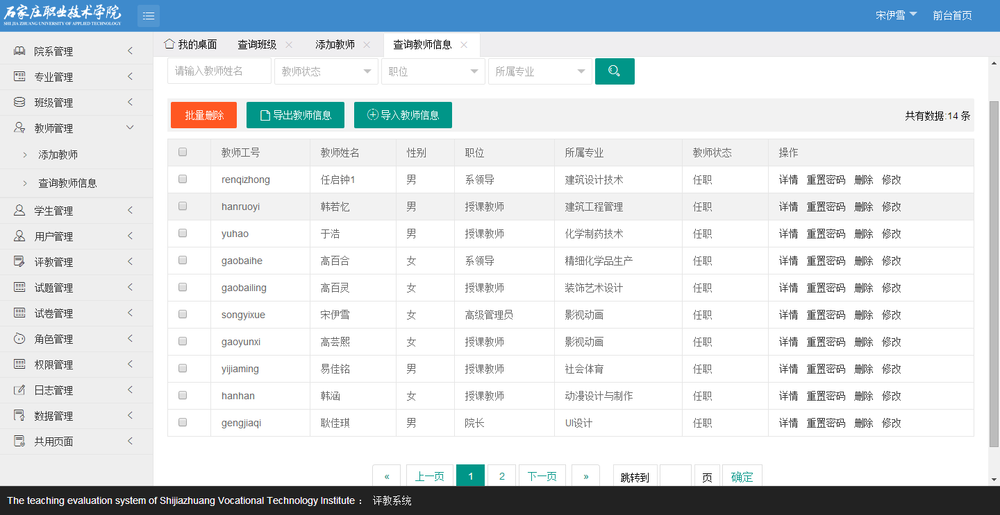 石家庄职业技术学院
SHI JIA ZHUANG UNIVERSITY OF APPLIED TECHNOLOGY
宋伊雪 前台首页
院系管理
专业管理
班级管理
教师管理
添加教师
查询教师信息
学生管理
用户管理
评教管理
试题管理
试卷管理
角色管理
权限管理
日志管理
数据管理
共用页面
我的桌面 查询班级 添加教师 查询教师信息
请输入教师姓名 教师状态 职位 所属专业
批量删除 导出教师信息 导入教师信息 共有数据:14 条
教师工号 教师姓名 性别 职位 所属专业 教师状态 操作
renqizhong 任启钟1 男 系领导 建筑设计技术 任职 详情 重置密码 删除 修改
hanruoyi 韩若忆 男 授课教师 建筑工程管理 任职 详情 重置密码 删除 修改
yuhao 于浩 男 授课教师 化学制药技术 任职 详情 重置密码 删除 修改
gaobaihe 高百合 女 系领导 精细化学品生产 任职 详情 重置密码 删除 修改
gaobailing 高百灵 女 授课教师 装饰艺术设计 任职 详情 重置密码 删除 修改
songyixue 宋伊雪 女 高级管理员 影视动画 任职 详情 重置密码 删除 修改
gaoyunxi 高芸熙 女 授课教师 影视动画 任职 详情 重置密码 删除 修改
yijiaming 易佳铭 男 授课教师 社会体育 任职 详情 重置密码 删除 修改
hanhan 韩涵 女 授课教师 动漫设计与制作 任职 详情 重置密码 删除 修改
gengjiaqi 耿佳琪 男 院长 UI设计 任职 详情 重置密码 删除 修改
« 上一页 1 2 下一页 » 跳转到 页 确定
The teaching evaluation system of Shijiazhuang Vocational Technology Institute ： 评教系统